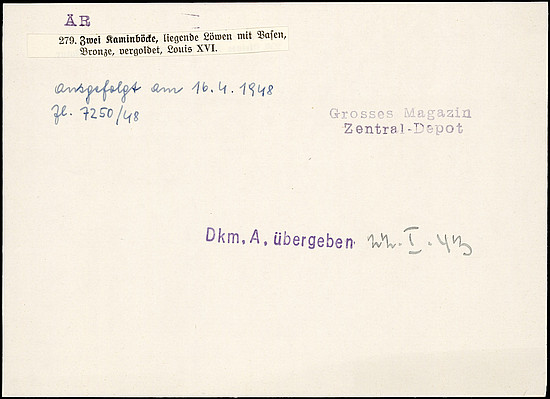 ÄR
279. Zwei Kaminböcke, liegende Löwen mit Vasen,
Bronze, vergoldet, Louis XVI.
ausgefolgt am 16.4.1948
Zl. 7250/48
Grosses Magazin
Zentral-Depot
Dkm. A. übergeben